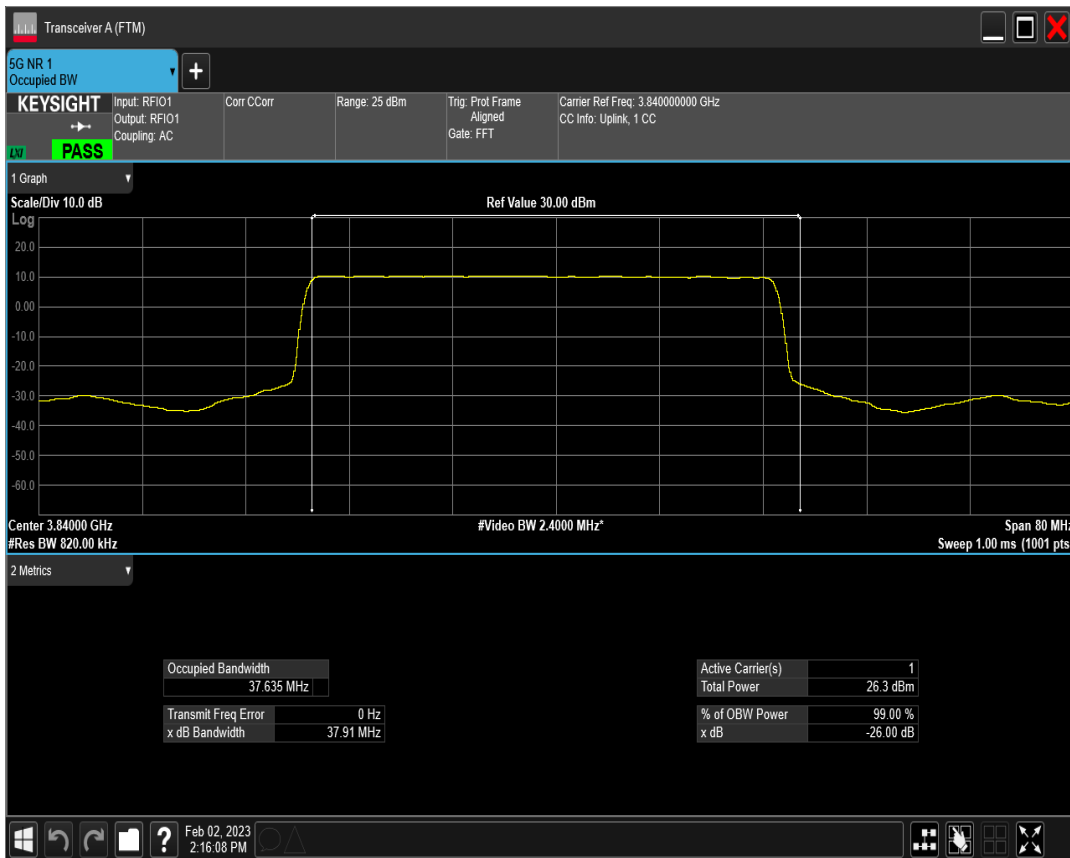 Transceiver A (FTM)
5G NR 1
Occupied BW
+
KEYSIGHT
LXI
PASS
Input: RFIO1
Output: RFIO1
Coupling: AC
Corr CCorr
Range: 25 dBm
Trig: Prot Frame
Aligned
Gate: FFT
Carrier Ref Freq: 3.840000000 GHz
CC Info: Uplink, 1 CC
1 Graph
Scale/Div 10.0 dB
Ref Value 30.00 dBm
Log
20.0
10.0
0.00
-10.0
-20.0
-30.0
-40.0
-50.0
-60.0
Center 3.84000 GHz
#Video BW 2.4000 MHz*
Span 80 MHz
#Res BW 820.00 kHz
Sweep 1.00 ms (1001 pts
2 Metrics
Occupied Bandwidth
37.635 MHz
Transmit Freq Error 0 Hz
x dB Bandwidth 37.91 MHz
Active Carrier(s) 1
Total Power 26.3 dBm
% of OBW Power 99.00 %
x dB -26.00 dB
?
Feb 02, 2023
2:16:08 PM